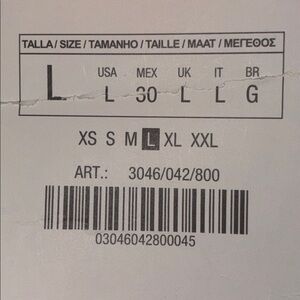 TALLA / SIZE / TAMANHO / TAILLE / MAAT / ΜΕΓΕΘΟΣ
L USA MEX UK IT BR
L 30 L L G
XS S M L XL XXL
ART.: 3046/042/800
03046042800045